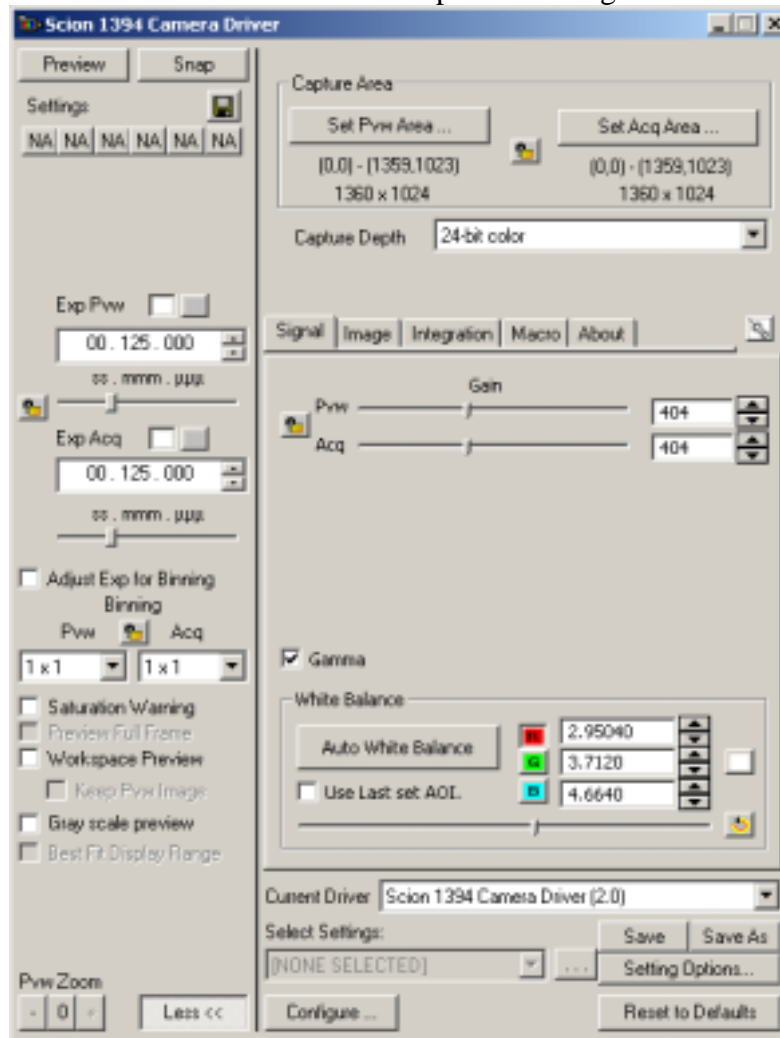 Scion 1394 Camera Driver
Preview Snap
Settings
NA NA NA NA NA NA
Exp Pvw
00 . 125 . 000
ss . mmm . µµµ
Exp Acq
00 . 125 . 000
ss . mmm . µµµ
Adjust Exp for Binning
Binning
Pvw Acq
1 x 1 1 x 1
Saturation Warning
Preview Full Frame
Workspace Preview
Keep Pvw Image
Gray scale preview
Best Fit Display Range
Pvw Zoom
- 0 + Less <<
Capture Area
Set Pvw Area ... Set Acq Area ...
(0,0) - (1359,1023) (0,0) - (1359,1023)
1360 x 1024 1360 x 1024
Capture Depth 24-bit color
Signal Image Integration Macro About
Gain
Pvw 404
Acq 404
Gamma
White Balance
Auto White Balance
Use Last set AOI.
R 2.95040
G 3.7120
B 4.6640
Current Driver Scion 1394 Camera Driver (2.0)
Select Settings:
[NONE SELECTED] ...
Save Save As
Setting Options...
Configure ... Reset to Defaults